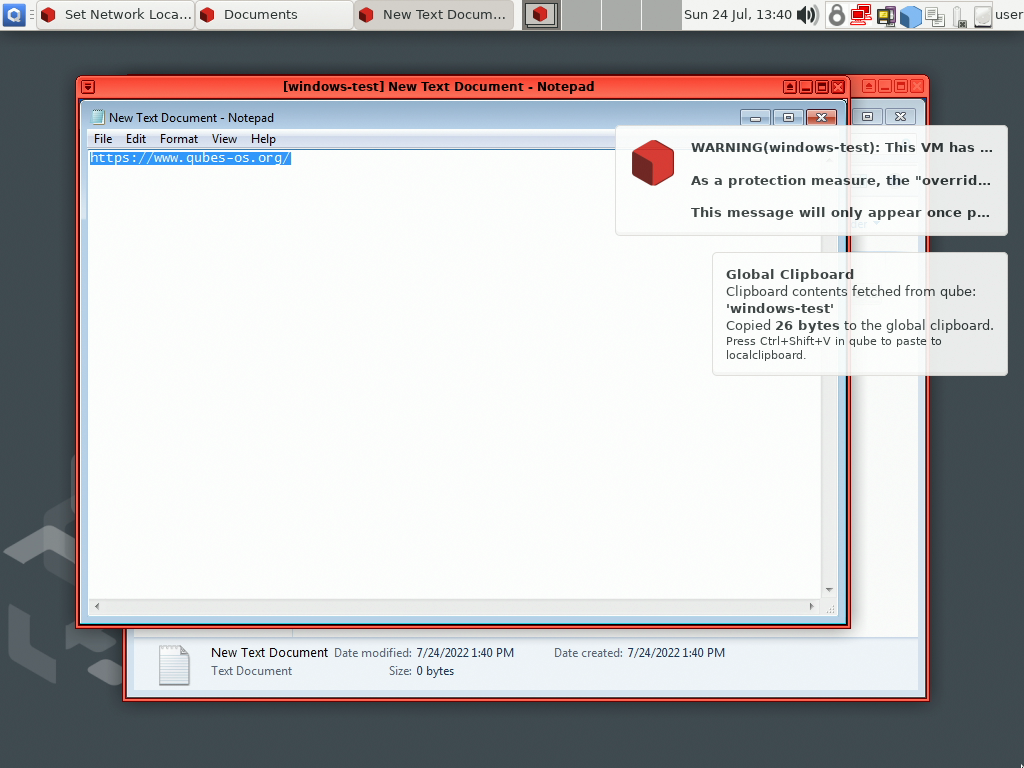 Set Network Loca...
Documents
New Text Docum...
Sun 24 Jul, 13:40
user
[windows-test] New Text Document - Notepad
New Text Document - Notepad
File Edit Format View Help
https://www.qubes-os.org/
WARNING(windows-test): This VM has ...
As a protection measure, the "overrid...
This message will only appear once p...
Global Clipboard
Clipboard contents fetched from qube:
'windows-test'
Copied 26 bytes to the global clipboard.
Press Ctrl+Shift+V in qube to paste to
localclipboard.
New Text Document Date modified: 7/24/2022 1:40 PM Date created: 7/24/2022 1:40 PM
Text Document Size: 0 bytes